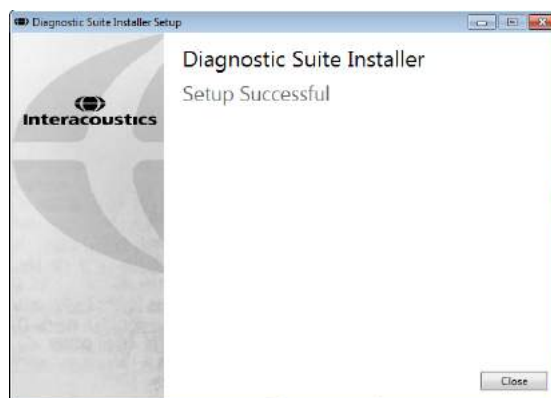 Diagnostic Suite Installer Setup
Diagnostic Suite Installer
Setup Successful
Interacoustics
Close